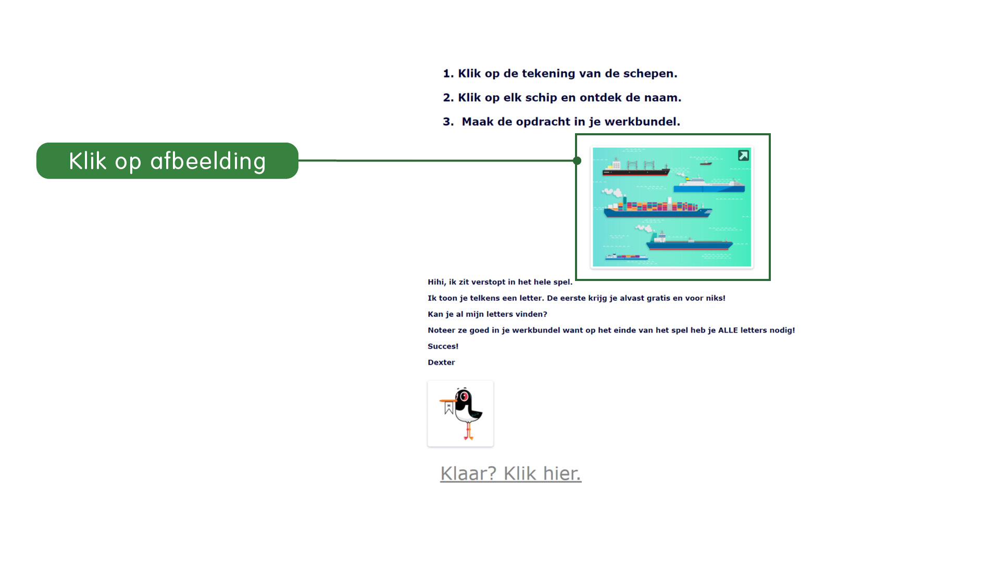 1. Klik op de tekening van de schepen.
2. Klik op elk schip en ontdek de naam.
3. Maak de opdracht in je werkbundel.
Klik op afbeelding
Hihi, ik zit verstopt in het hele spel.
Ik toon je telkens een letter. De eerste krijg je alvast gratis en voor niks!
Kan je al mijn letters vinden?
Noteer ze goed in je werkbundel want op het einde van het spel heb je ALLE letters nodig!
Succes!
Dexter
H
Klaar? Klik hier.